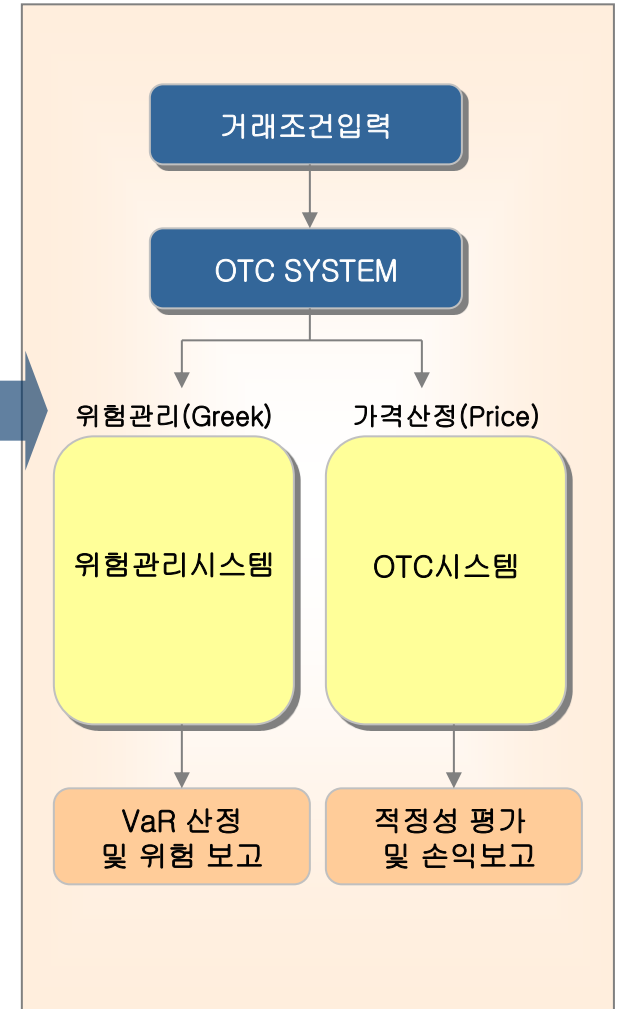 거래조건입력
OTC SYSTEM
위험관리(Greek)
가격산정(Price)
위험관리시스템
OTC시스템
VaR 산정
및 위험 보고
적정성 평가
및 손익보고